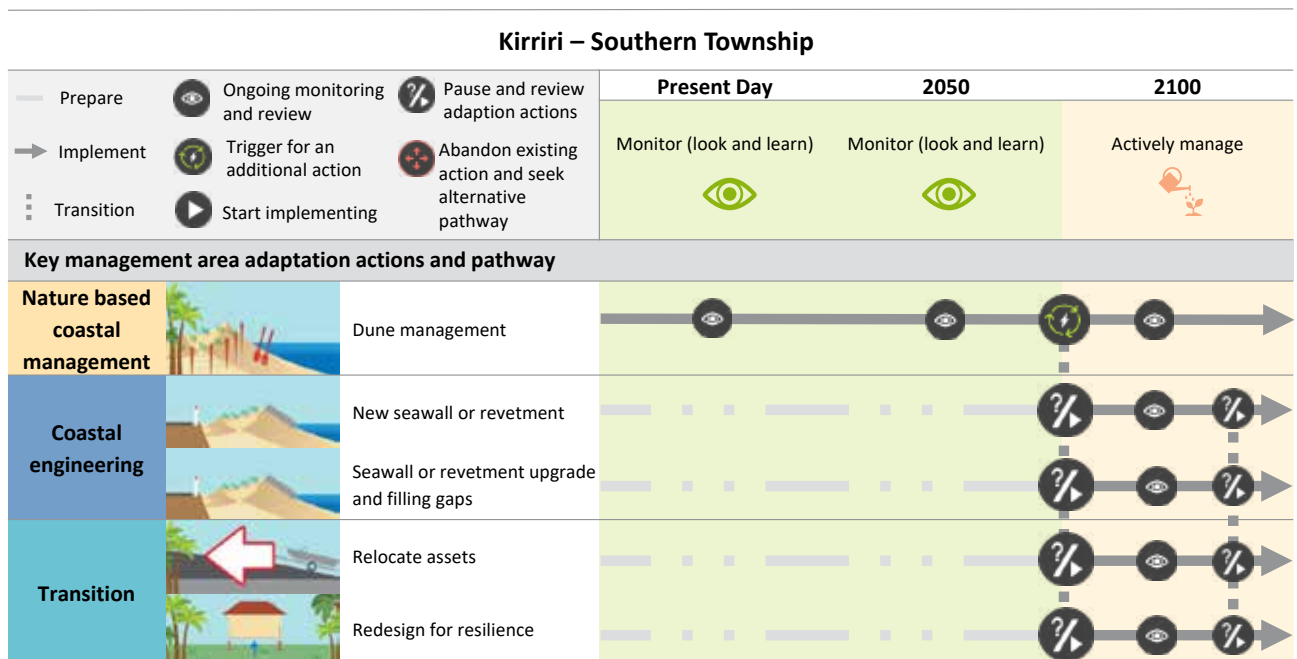 Kirriri – Southern Township
Prepare
Ongoing monitoring
and review
Pause and review
adaption actions
Implement
Trigger for an
additional action
Abandon existing
action and seek
alternative
pathway
Transition
Start implementing
Present Day
2050
2100
Monitor (look and learn)
Monitor (look and learn)
Actively manage
Key management area adaptation actions and pathway
Nature based
coastal
management
Dune management
Coastal
engineering
New seawall or revetment
Seawall or revetment upgrade
and filling gaps
Transition
Relocate assets
Redesign for resilience